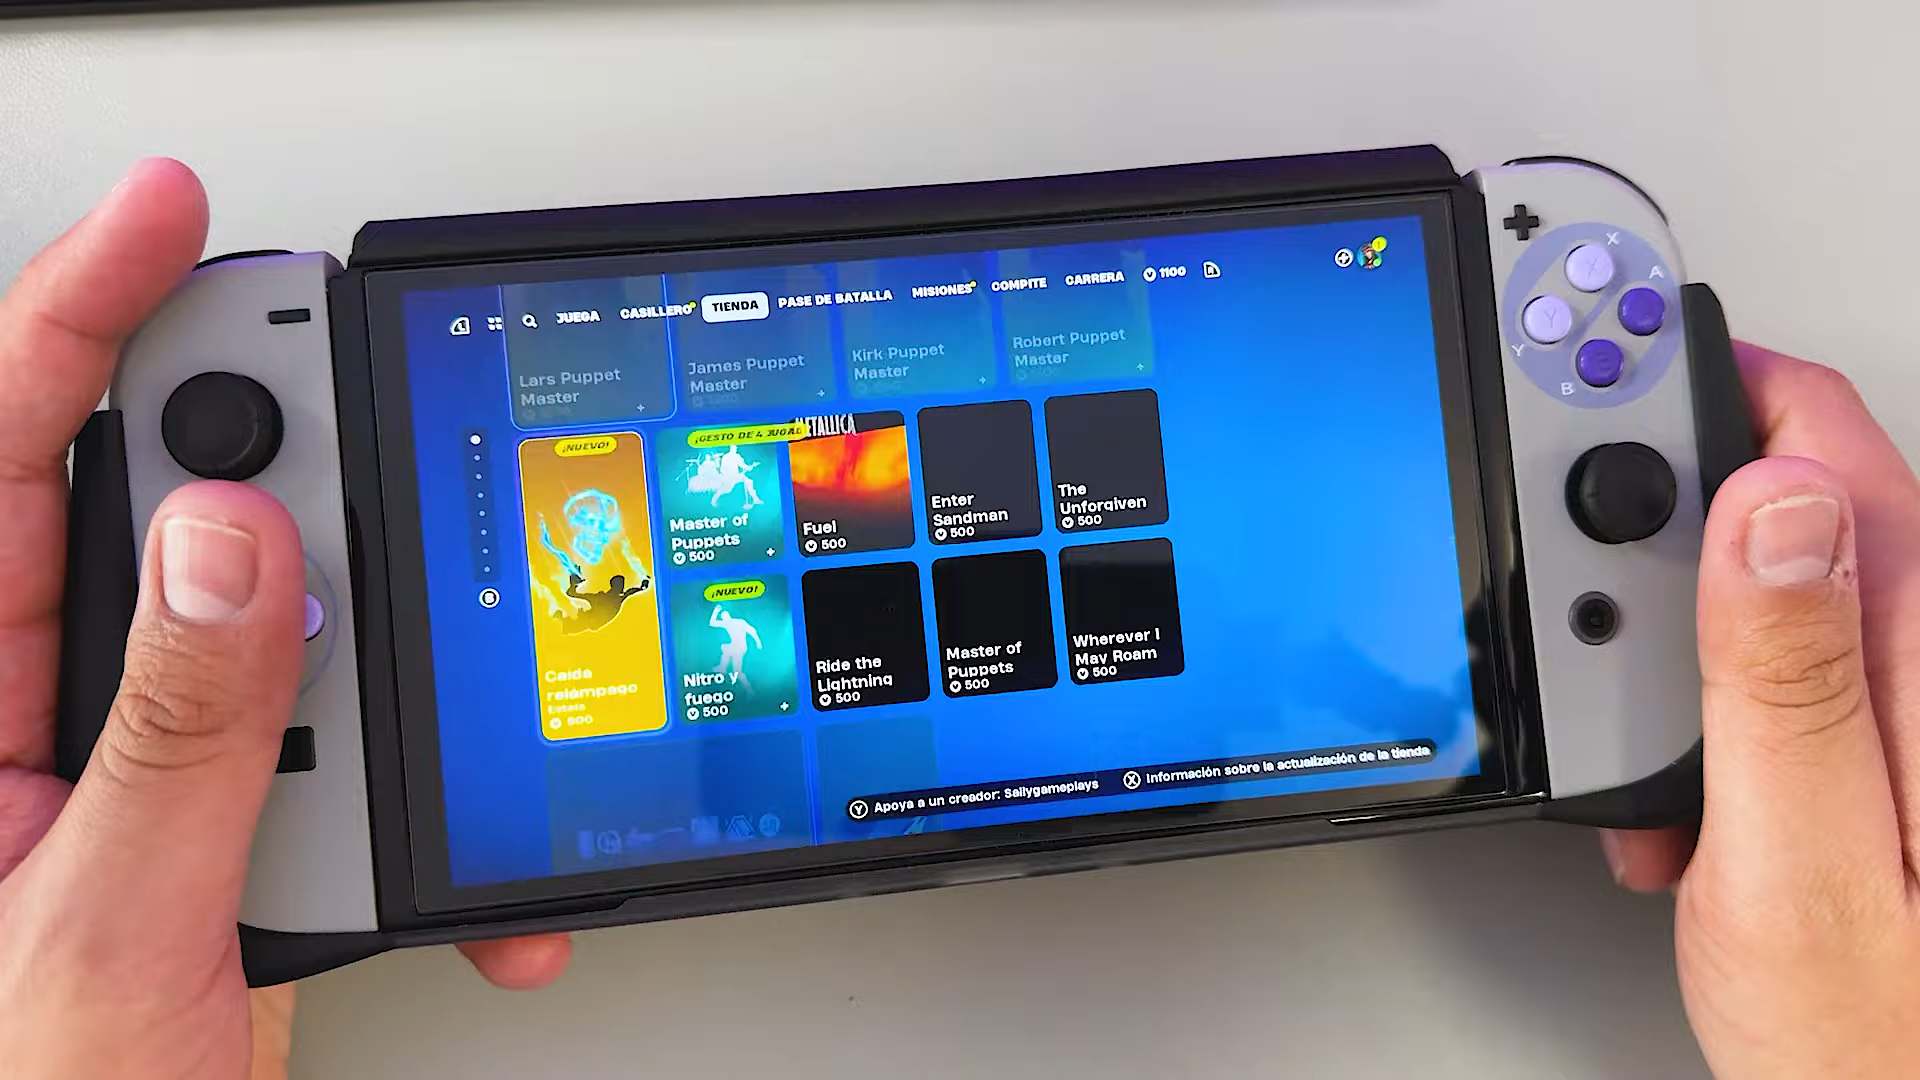 JUEGA CASILLERO TIENDA PASE DE BATALLA MISIONES COMPITE CARRERA 1100
Lars Puppet
Master
James Puppet
Master
Kirk Puppet
Master
Robert Puppet
Master
¡NUEVO!
Caída
relámpago
Estela
600
¡GESTO DE 4 JUGAD
Master of
Puppets
500
METALLICA
Fuel
500
Enter
Sandman
500
The
Unforgiven
500
¡NUEVO!
Nitro y
fuego
500
Ride the
Lightning
500
Master of
Puppets
500
Wherever I
May Roam
500
B
Y Apoya a un creador: Sallygameplays
X Información sobre la actualización de la tienda
X
Y
A
B